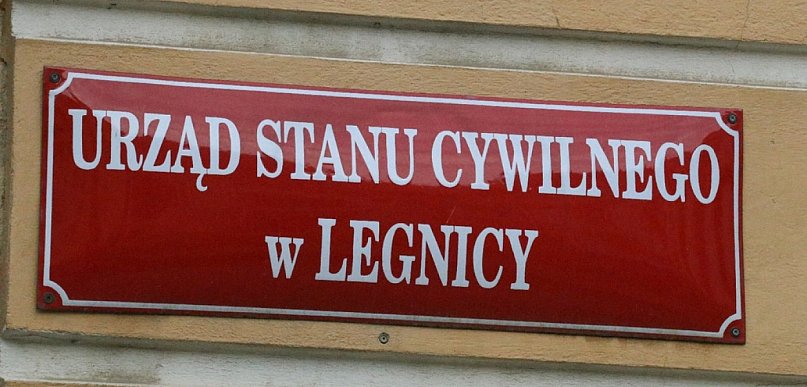 URZĄD STANU CYWILNEGO
w LEGNICY